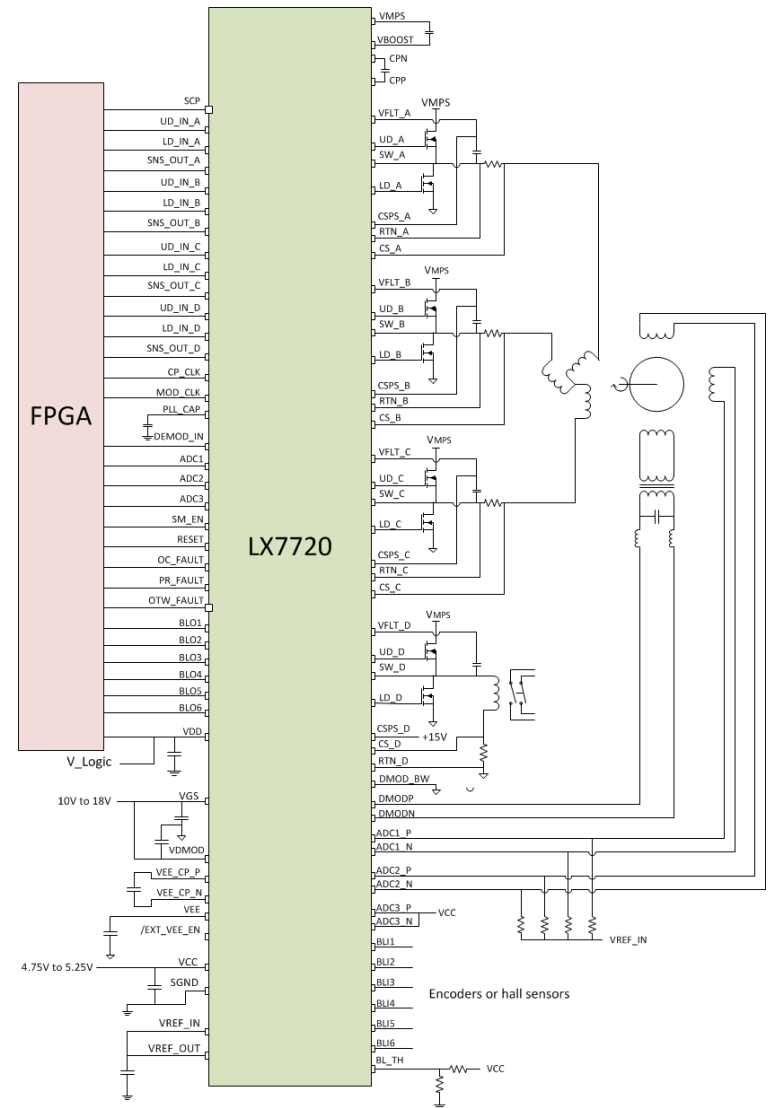 VMPS
VBOOST
CPN
CPP
SCP
UD_IN_A
LD_IN_A
SNS_OUT_A
UD_IN_B
LD_IN_B
SNS_OUT_B
UD_IN_C
LD_IN_C
SNS_OUT_C
UD_IN_D
LD_IN_D
SNS_OUT_D
CP_CLK
MOD_CLK
PLL_CAP
DEMOD_IN
ADC1
ADC2
ADC3
SM_EN
RESET
OC_FAULT
PR_FAULT
OTW_FAULT
BLO1
BLO2
BLO3
BLO4
BLO5
BLO6
VDD
V_Logic
FPGA
LX7720
10V to 18V
VGS
VDMOD
VEE_CP_P
VEE_CP_N
VEE
/EXT_VEE_EN
4.75V to 5.25V
VCC
SGND
VREF_IN
VREF_OUT
VFLT_A
VMPS
UD_A
SW_A
LD_A
CSPS_A
RTN_A
CS_A
VFLT_B
VMPS
UD_B
SW_B
LD_B
CSPS_B
RTN_B
CS_B
VFLT_C
VMPS
UD_C
SW_C
LD_C
CSPS_C
RTN_C
CS_C
VFLT_D
VMPS
UD_D
SW_D
LD_D
CSPS_D
+15V
CS_D
RTN_D
DMOD_BW
DMODP
DMODN
ADC1_P
ADC1_N
ADC2_P
ADC2_N
ADC3_P
VCC
ADC3_N
VREF_IN
BLI1
BLI2
BLI3
Encoders or hall sensors
BLI4
BLI5
BLI6
BL_TH
VCC